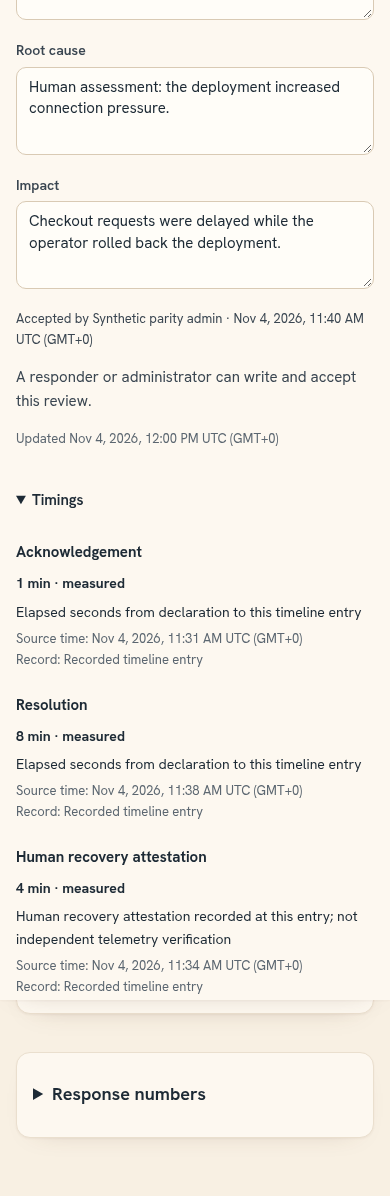 Root cause
Human assessment: the deployment increased
connection pressure.
Impact
Checkout requests were delayed while the
operator rolled back the deployment.
Accepted by Synthetic parity admin · Nov 4, 2026, 11:40 AM
UTC (GMT+0)
A responder or administrator can write and accept
this review.
Updated Nov 4, 2026, 12:00 PM UTC (GMT+0)
Timings
Acknowledgement
1 min · measured
Elapsed seconds from declaration to this timeline entry
Source time: Nov 4, 2026, 11:31 AM UTC (GMT+0)
Record: Recorded timeline entry
Resolution
8 min · measured
Elapsed seconds from declaration to this timeline entry
Source time: Nov 4, 2026, 11:38 AM UTC (GMT+0)
Record: Recorded timeline entry
Human recovery attestation
4 min · measured
Human recovery attestation recorded at this entry; not
independent telemetry verification
Source time: Nov 4, 2026, 11:34 AM UTC (GMT+0)
Record: Recorded timeline entry
Response numbers